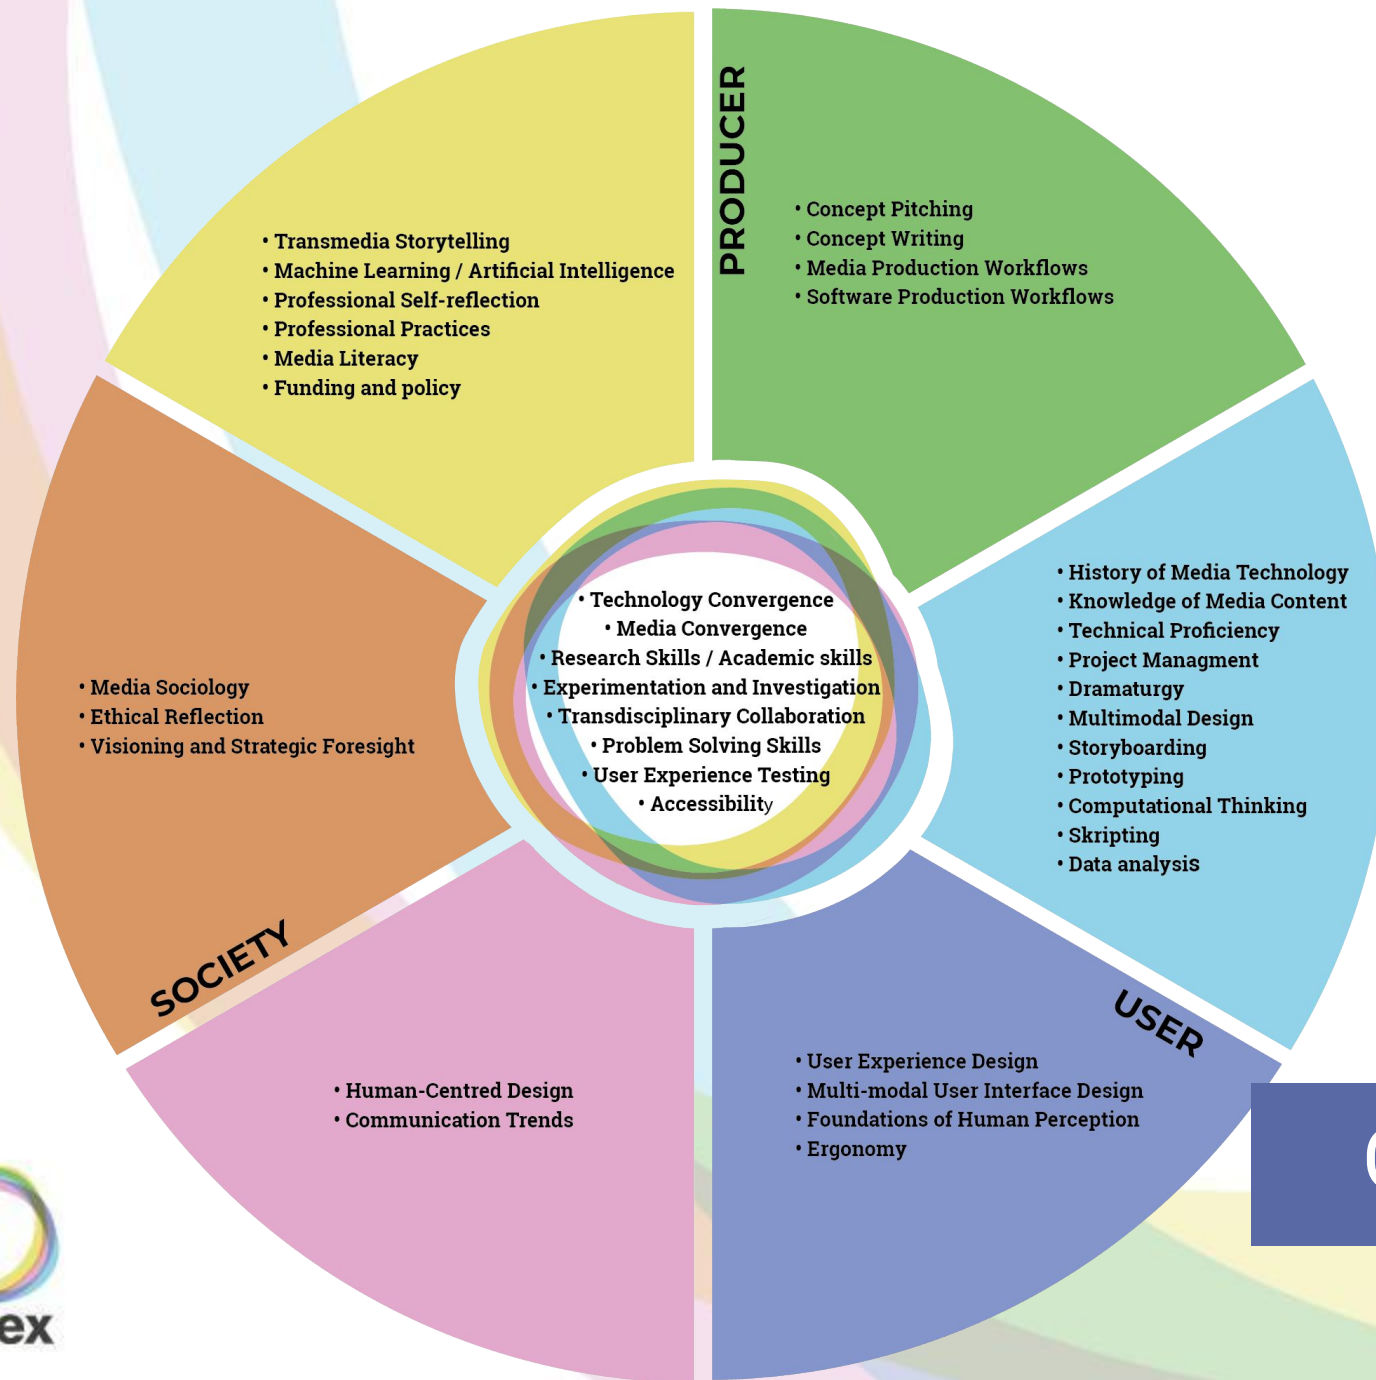 PRODUCER
• Concept Pitching
• Concept Writing
• Media Production Workflows
• Software Production Workflows
• Transmedia Storytelling
• Machine Learning / Artificial Intelligence
• Professional Self-reflection
• Professional Practices
• Media Literacy
• Funding and policy
• History of Media Technology
• Knowledge of Media Content
• Technical Proficiency
• Project Managment
• Dramaturgy
• Multimodal Design
• Storyboarding
• Prototyping
• Computational Thinking
• Skripting
• Data analysis
• Technology Convergence
• Media Convergence
• Research Skills / Academic skills
• Experimentation and Investigation
• Transdisciplinary Collaboration
• Problem Solving Skills
• User Experience Testing
• Accessibility
• Media Sociology
• Ethical Reflection
• Visioning and Strategic Foresight
SOCIETY
USER
• User Experience Design
• Multi-modal User Interface Design
• Foundations of Human Perception
• Ergonomy
• Human-Centred Design
• Communication Trends
ex